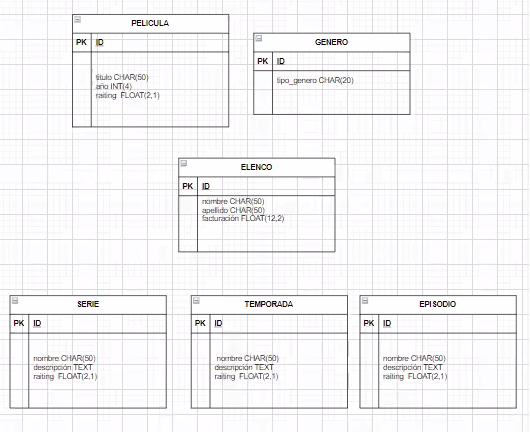 PELICULA
PK ID
titulo CHAR(50)
año INT(4)
raiting FLOAT(2,1)
GENERO
PK ID
tipo_genero CHAR(20)
ELENCO
PK ID
nombre CHAR(50)
apellido CHAR(50)
facturación FLOAT(12,2)
SERIE
PK ID
nombre CHAR(50)
descripción TEXT
raiting FLOAT(2,1)
TEMPORADA
PK ID
nombre CHAR(50)
descripción TEXT
raiting FLOAT(2,1)
EPISODIO
PK ID
nombre CHAR(50)
descripción TEXT
raiting FLOAT(2,1)